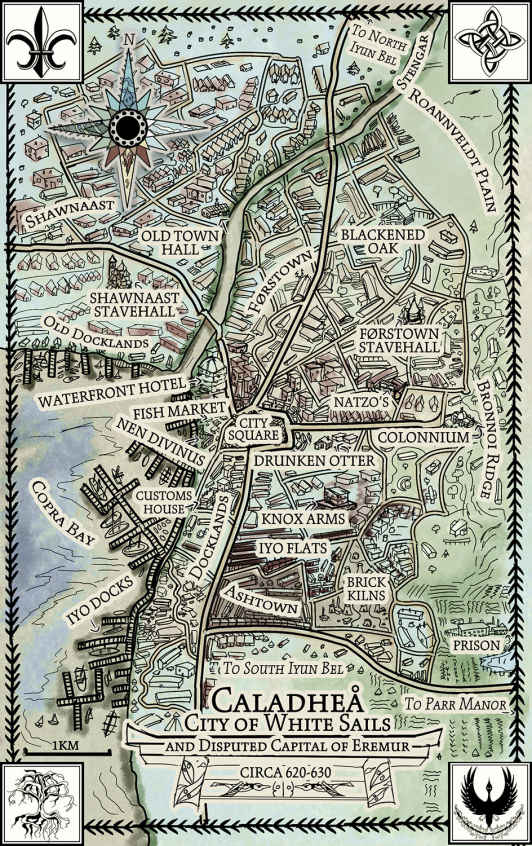 N
To North
Iyun Bel
Stengar
Roannveldt Plain
Shawnaast
Old Town
Hall
Blackened
Oak
Førstown
Shawnaast
Stavehall
Old Docklands
Førstown
Stavehall
Waterfront Hotel
Natzo's
Fish Market
City
Square
Colonnium
Bronnoi Ridge
Nen Divinus
Drunken Otter
Customs
House
Copra Bay
Docklands
Knox Arms
Iyo Flats
Iyo Docks
Ashtown
Brick
Kilns
Prison
To South Iyun Bel
To Parr Manor
Caladheå
City of White Sails
and Disputed Capital of Eremur
circa 620-630
1km